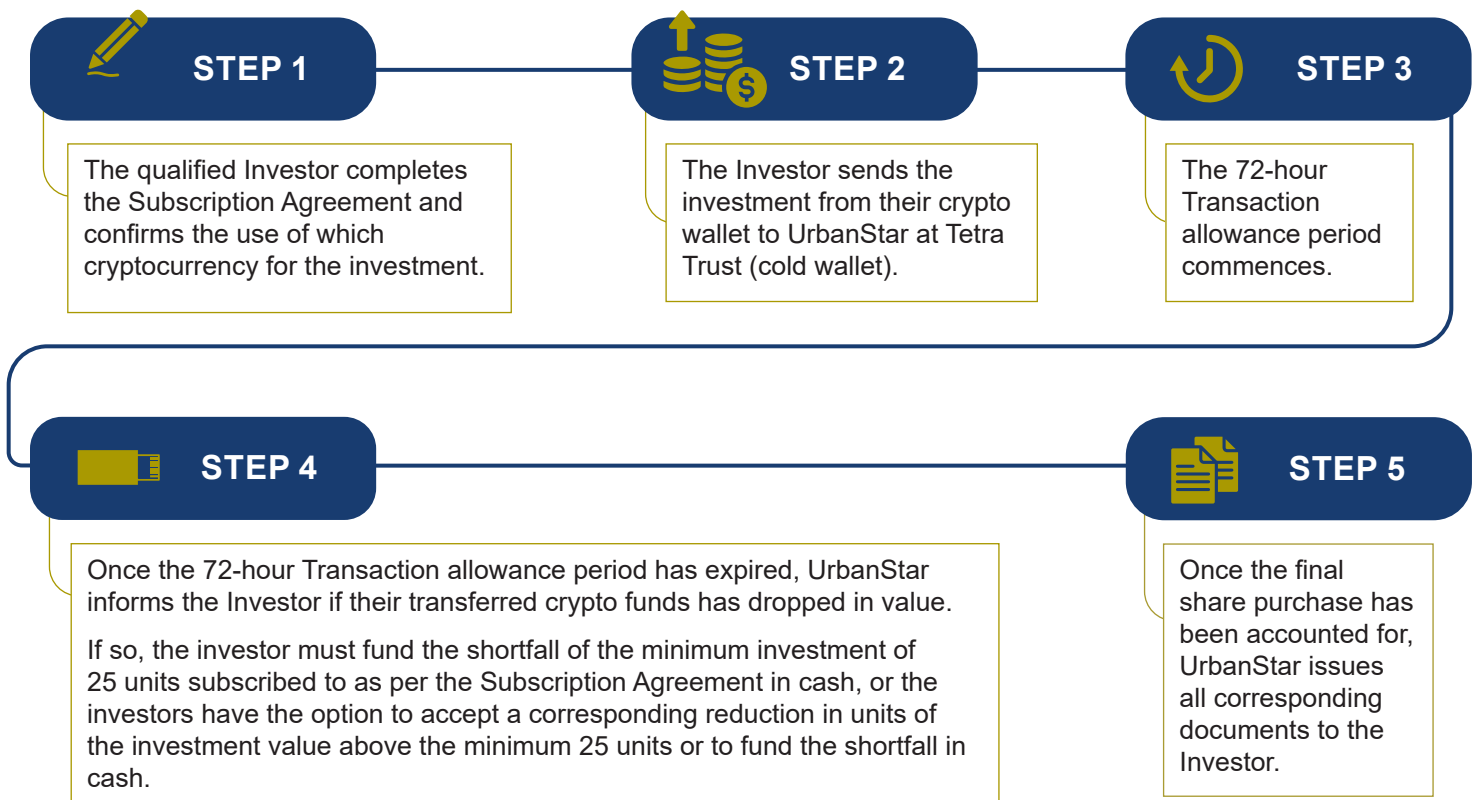 STEP 1
The qualified Investor completes
the Subscription Agreement and
confirms the use of which
cryptocurrency for the investment.
STEP 2
The Investor sends the
investment from their crypto
wallet to UrbanStar at Tetra
Trust (cold wallet).
STEP 3
The 72-hour
Transaction
allowance period
commences.
STEP 4
Once the 72-hour Transaction allowance period has expired, UrbanStar
informs the Investor if their transferred crypto funds has dropped in value.
If so, the investor must fund the shortfall of the minimum investment of
25 units subscribed to as per the Subscription Agreement in cash, or the
investors have the option to accept a corresponding reduction in units of
the investment value above the minimum 25 units or to fund the shortfall in
cash.
STEP 5
Once the final
share purchase has
been accounted for,
UrbanStar issues
all corresponding
documents to the
Investor.